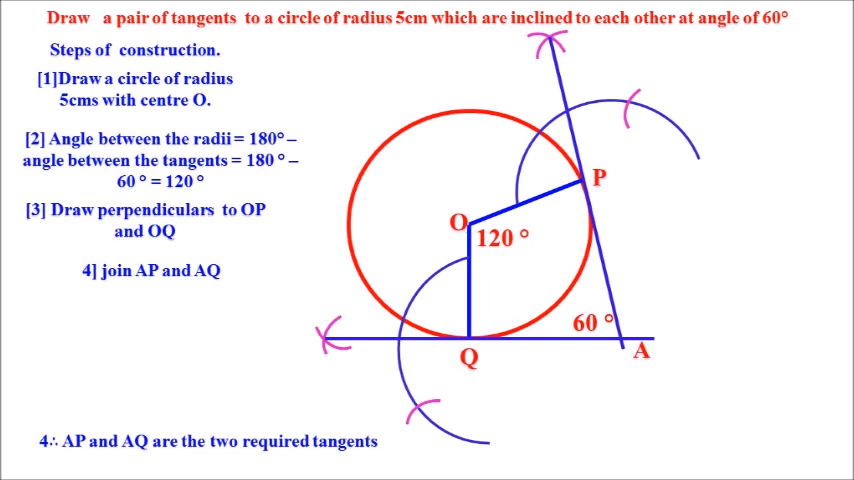 Draw a pair of tangents to a circle of radius 5cm which are inclined to each other at angle of 60°
Steps of construction.
[1]Draw a circle of radius
5cms with centre O.
[2] Angle between the radii = 180° –
angle between the tangents = 180 ° –
60 ° = 120 °
[3] Draw perpendiculars to OP
and OQ
4] join AP and AQ
P
O
120 °
60 °
Q
A
4∴ AP and AQ are the two required tangents